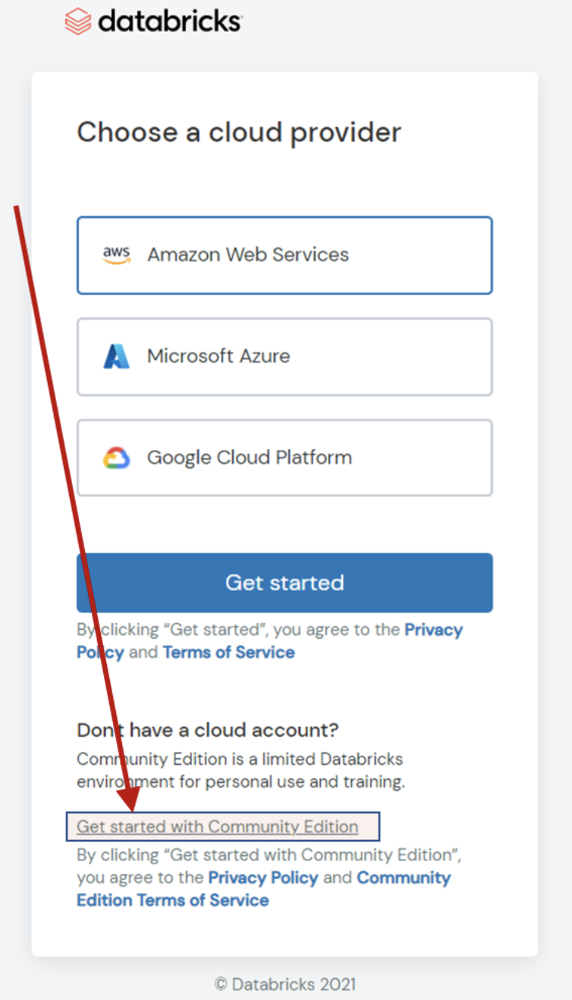 databricks
Choose a cloud provider
aws Amazon Web Services
Microsoft Azure
Google Cloud Platform
Get started
By clicking “Get started”, you agree to the Privacy
Policy and Terms of Service
Don't have a cloud account?
Community Edition is a limited Databricks
environment for personal use and training.
Get started with Community Edition
By clicking “Get started with Community Edition”,
you agree to the Privacy Policy and Community
Edition Terms of Service
© Databricks 2021